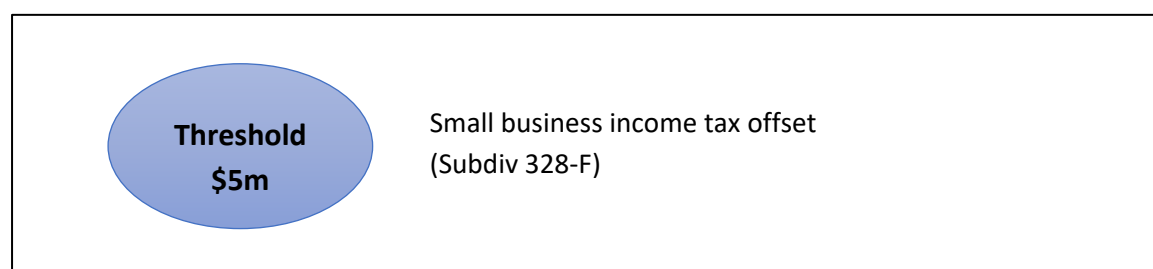 Threshold
$5m
Small business income tax offset
(Subdiv 328-F)